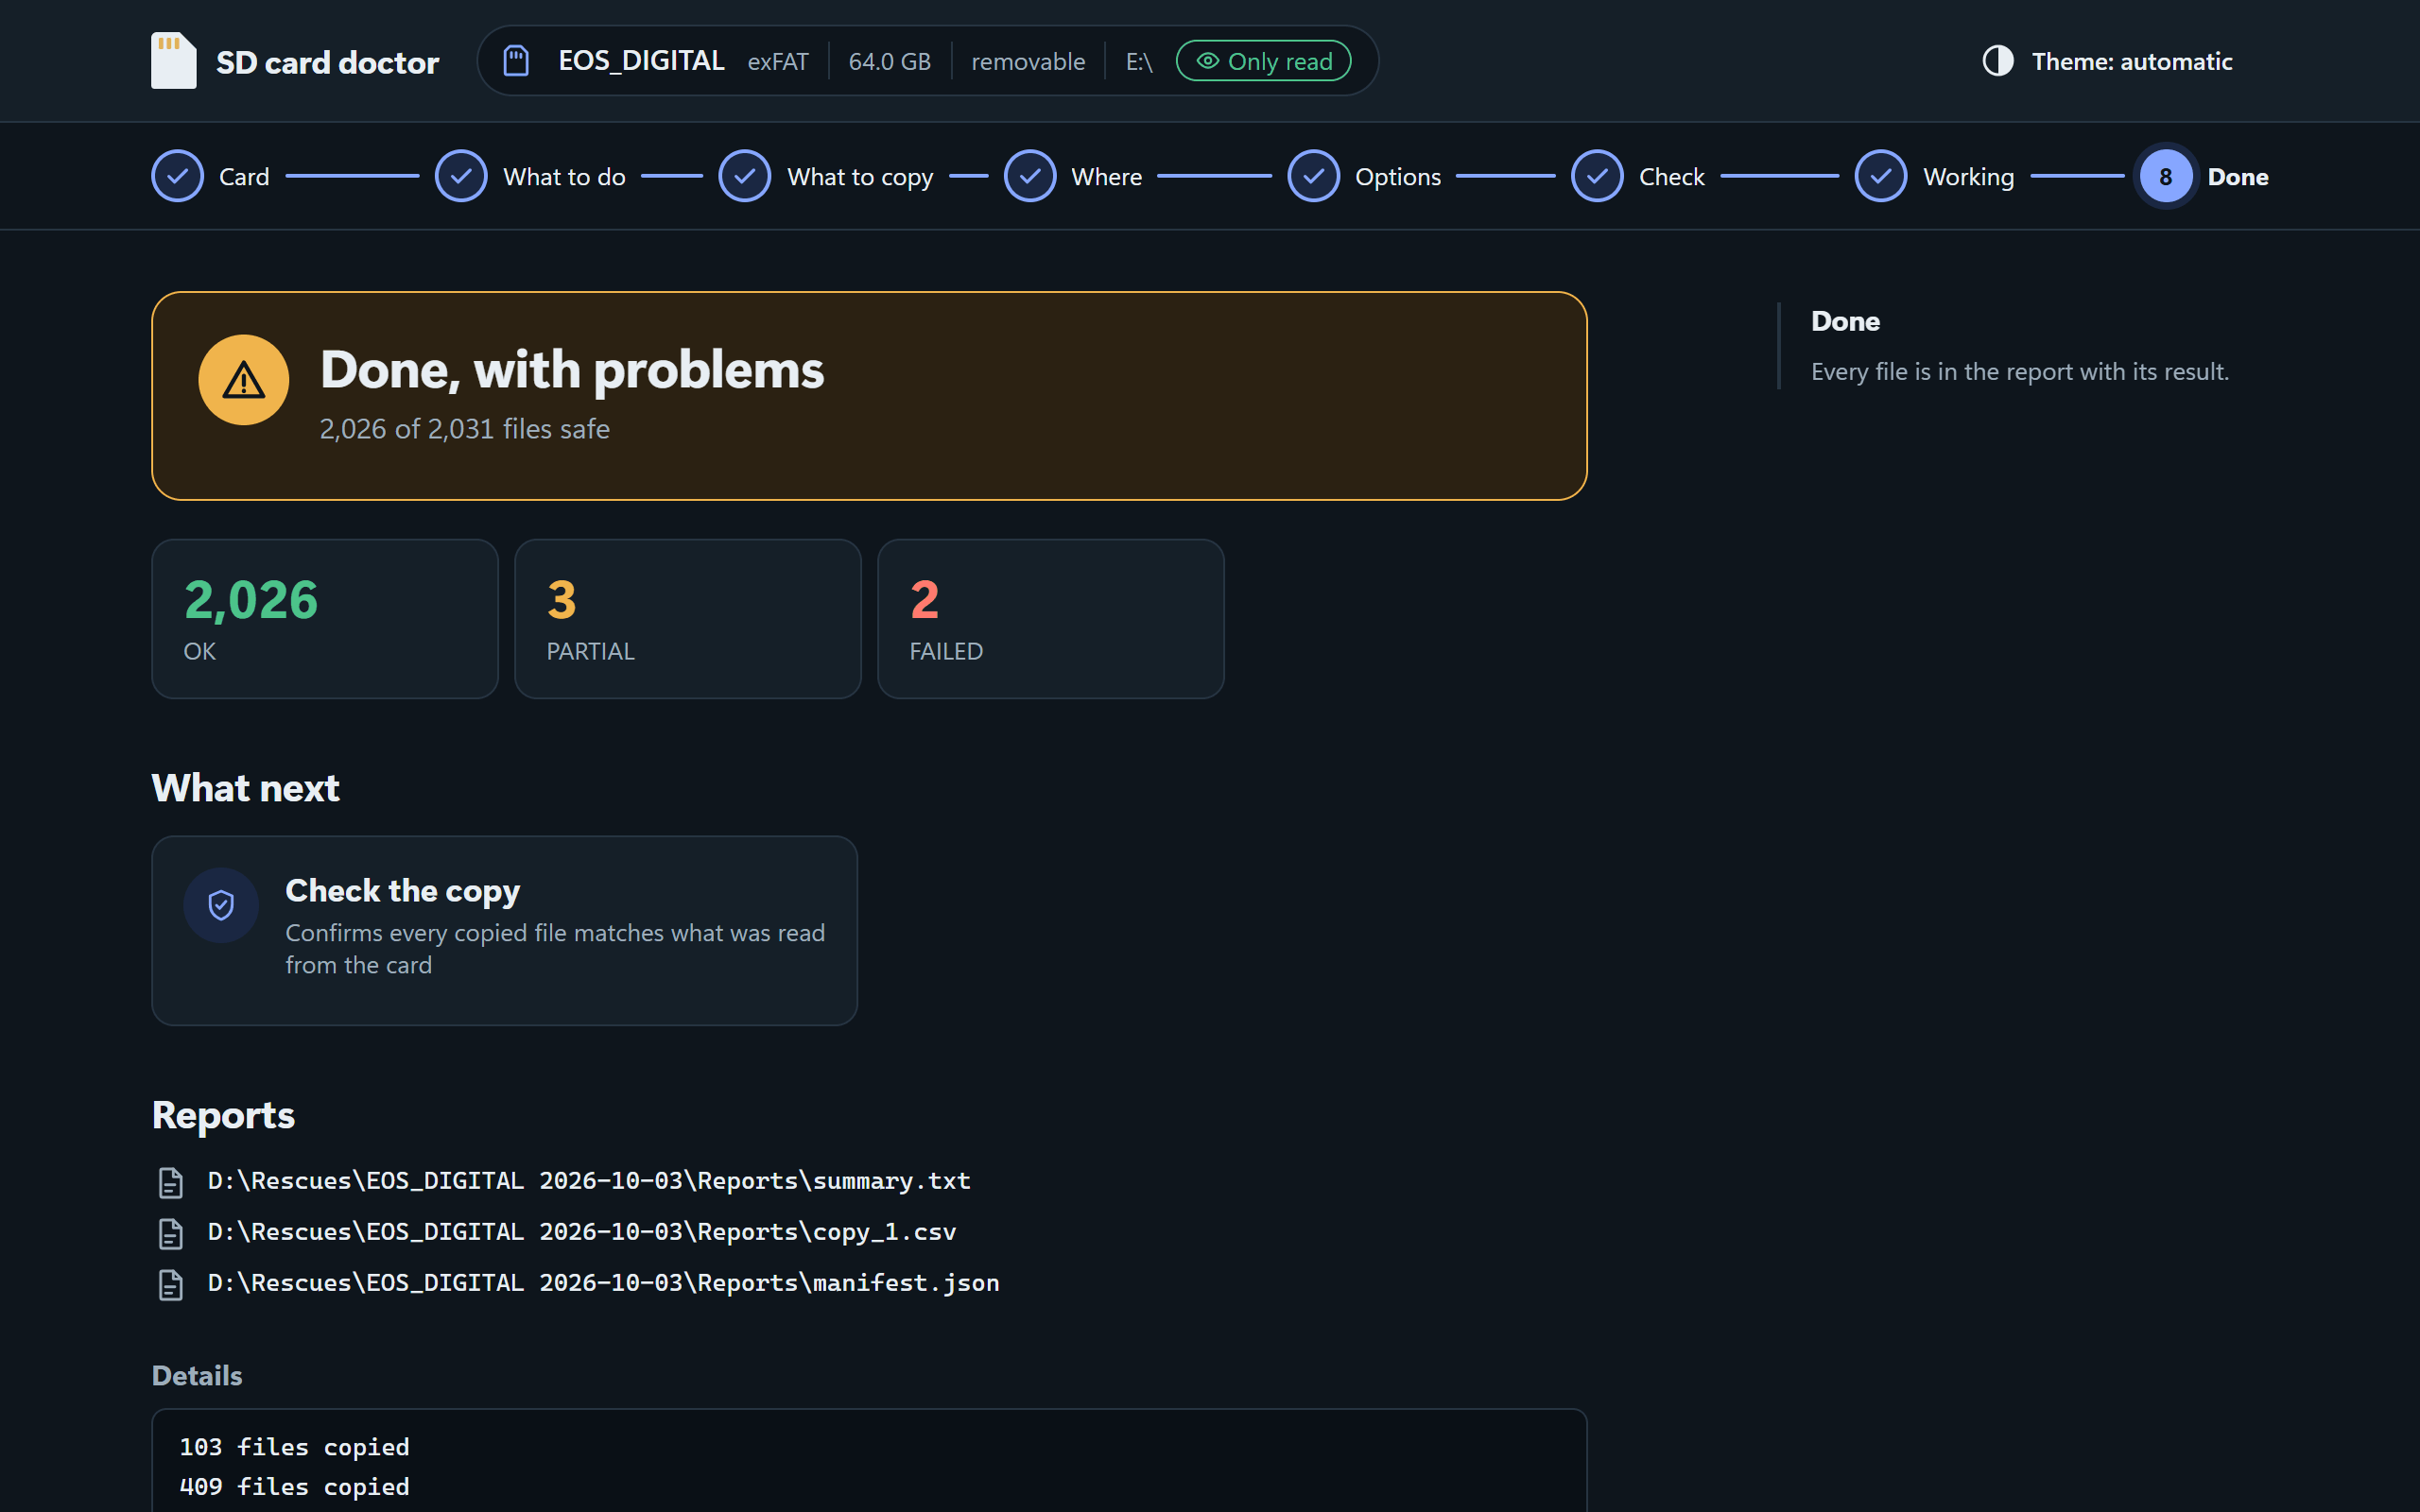 SD card doctor
EOS_DIGITAL exFAT 64.0 GB removable E:\ Only read
Theme: automatic
Card What to do What to copy Where Options Check Working 8 Done
Done, with problems
2,026 of 2,031 files safe
Done
Every file is in the report with its result.
2,026
OK
3
PARTIAL
2
FAILED
What next
Check the copy
Confirms every copied file matches what was read
from the card
Reports
D:\Rescues\EOS_DIGITAL 2026-10-03\Reports\summary.txt
D:\Rescues\EOS_DIGITAL 2026-10-03\Reports\copy_1.csv
D:\Rescues\EOS_DIGITAL 2026-10-03\Reports\manifest.json
Details
103 files copied
409 files copied